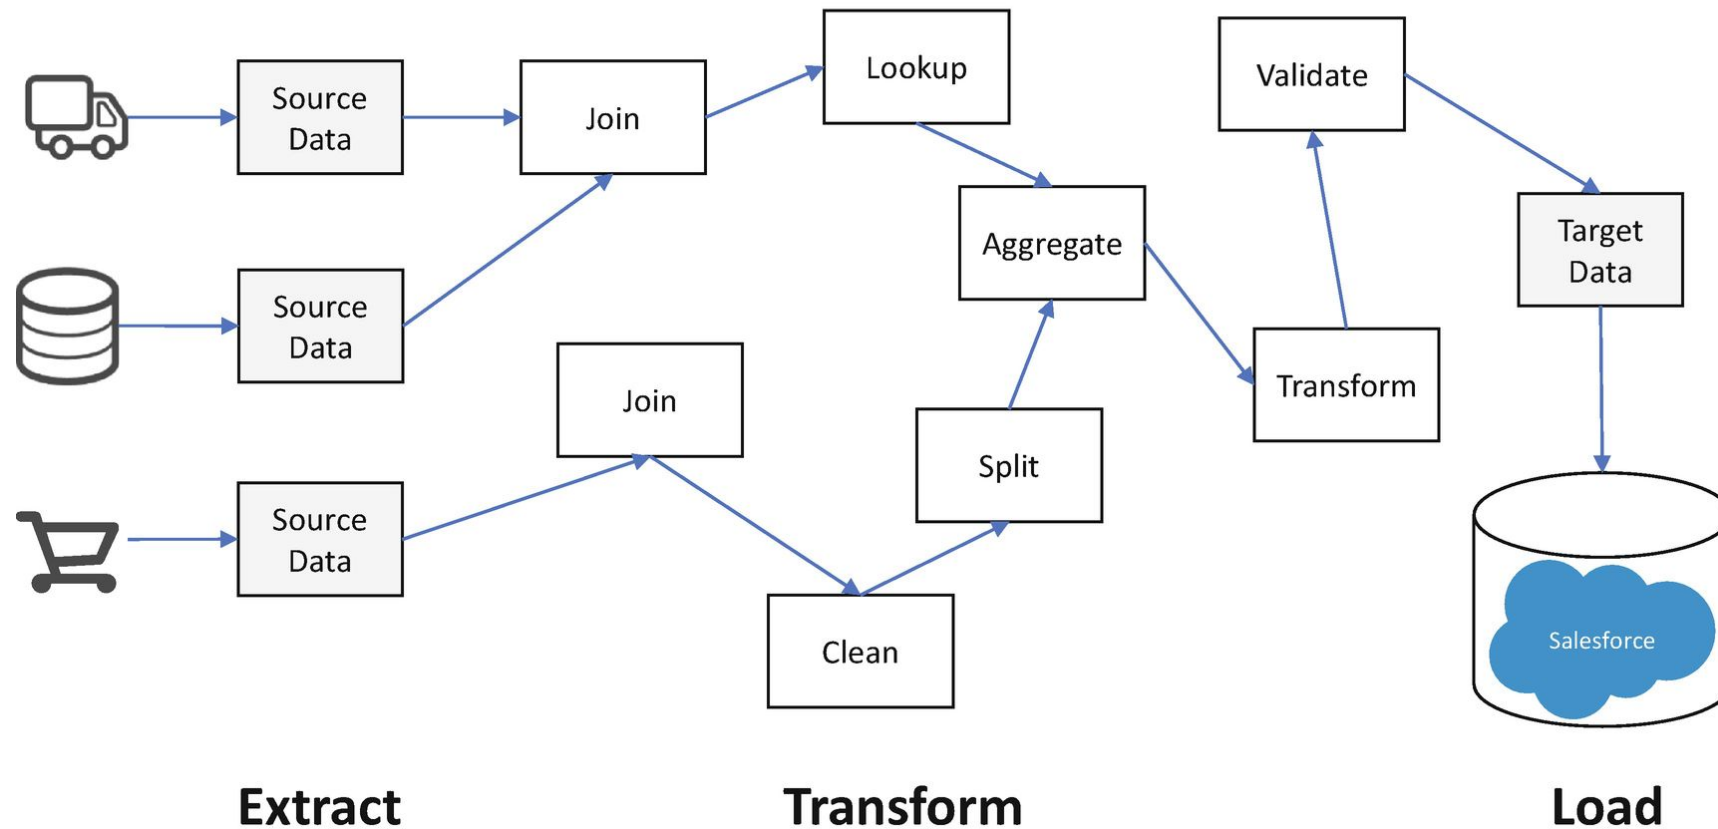 Source
Data
Join
Lookup
Validate
Source
Data
Aggregate
Target
Data
Join
Transform
Split
Source
Data
Clean
Salesforce
Extract
Transform
Load